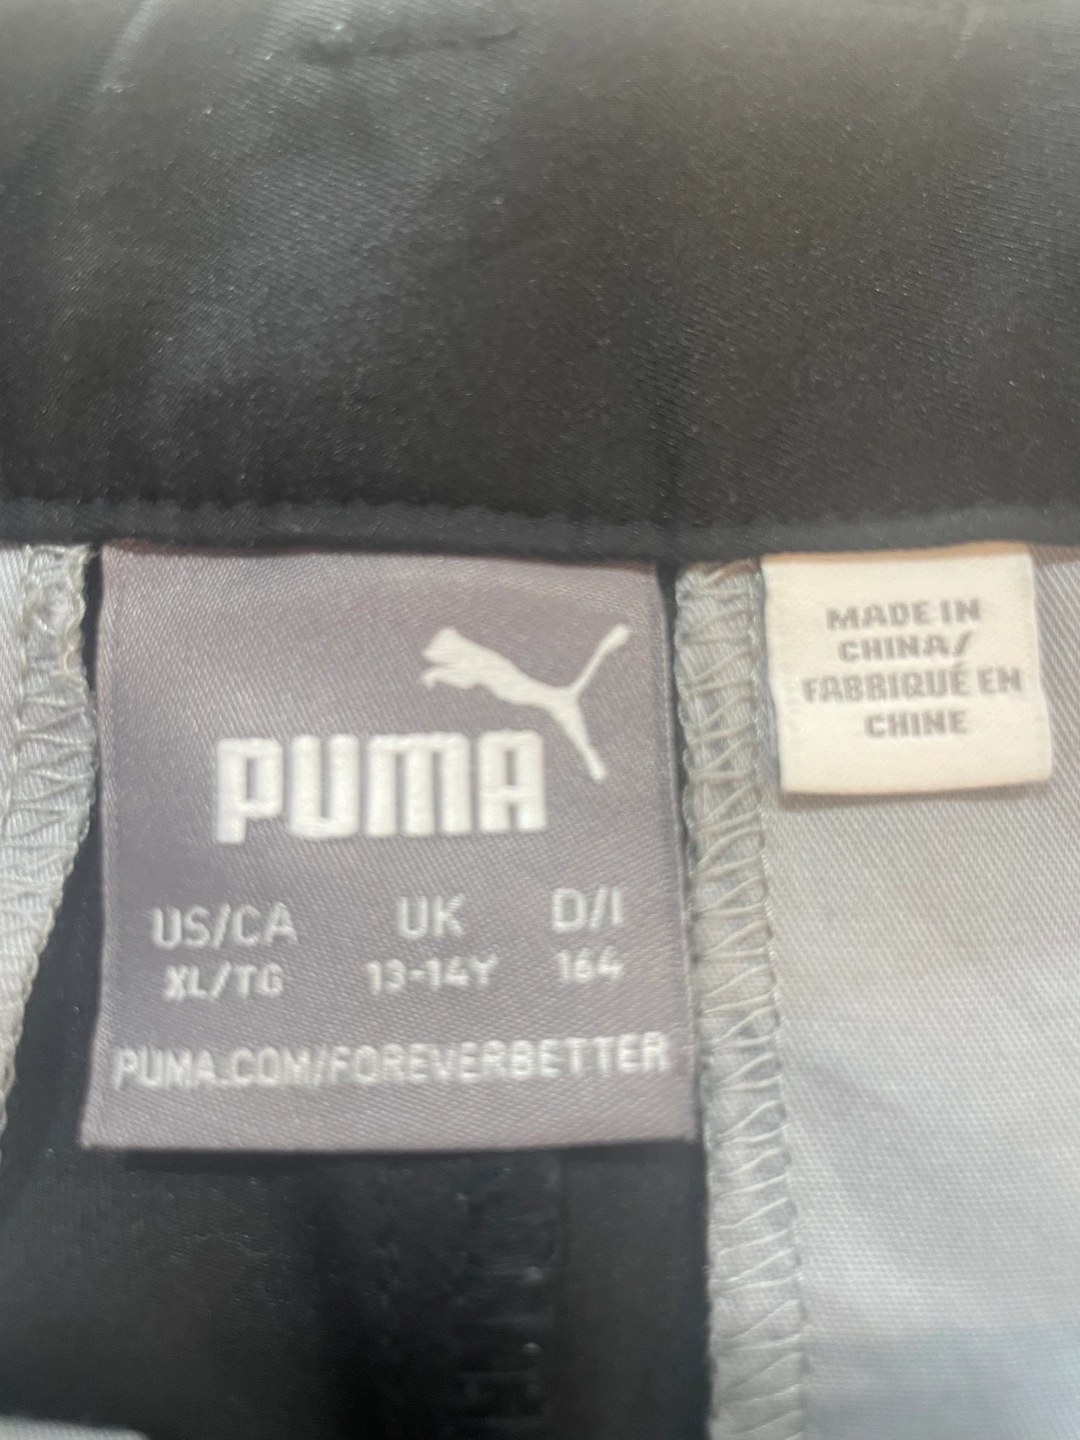 PUMA
US/CA UK D/I
XL/TG 13-14Y 164
PUMA.COM/FOREVERBETTER
MADE IN
CHINA/
FABRIQUÉ EN
CHINE